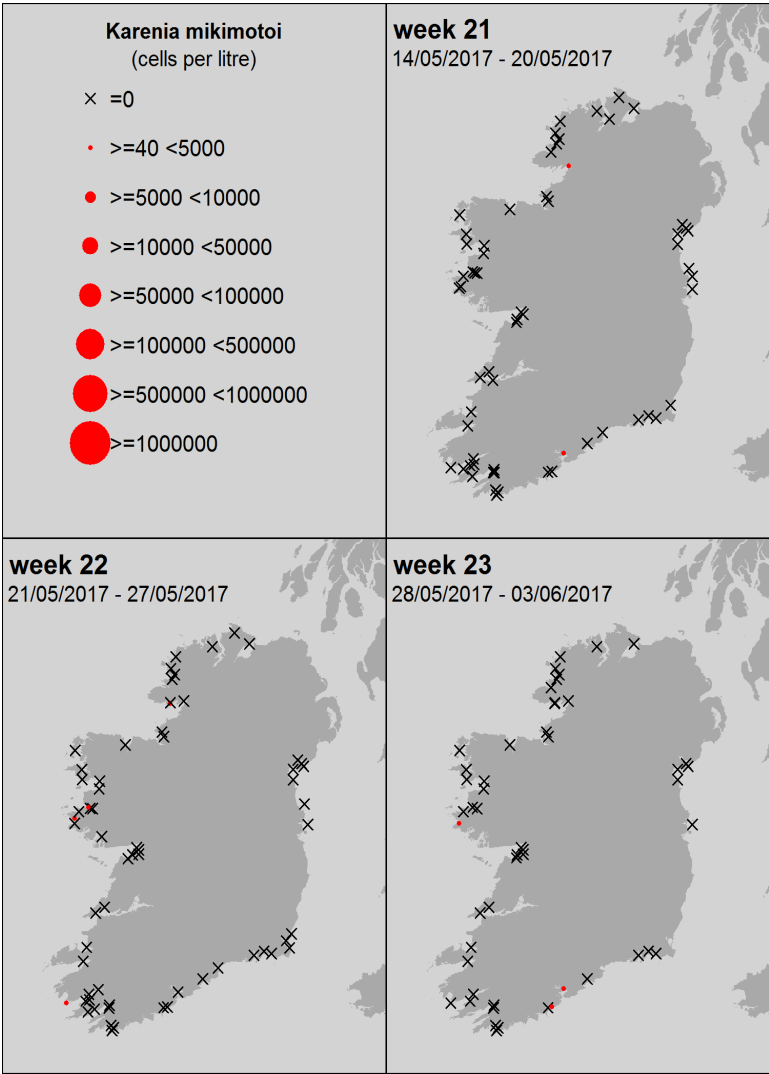 Karenia mikimotoi
(cells per litre)
=0
>=40 <5000
>=5000 <10000
>=10000 <50000
>=50000 <100000
>=100000 <500000
>=500000 <1000000
>=1000000
week 21
14/05/2017 - 20/05/2017
week 22
21/05/2017 - 27/05/2017
week 23
28/05/2017 - 03/06/2017